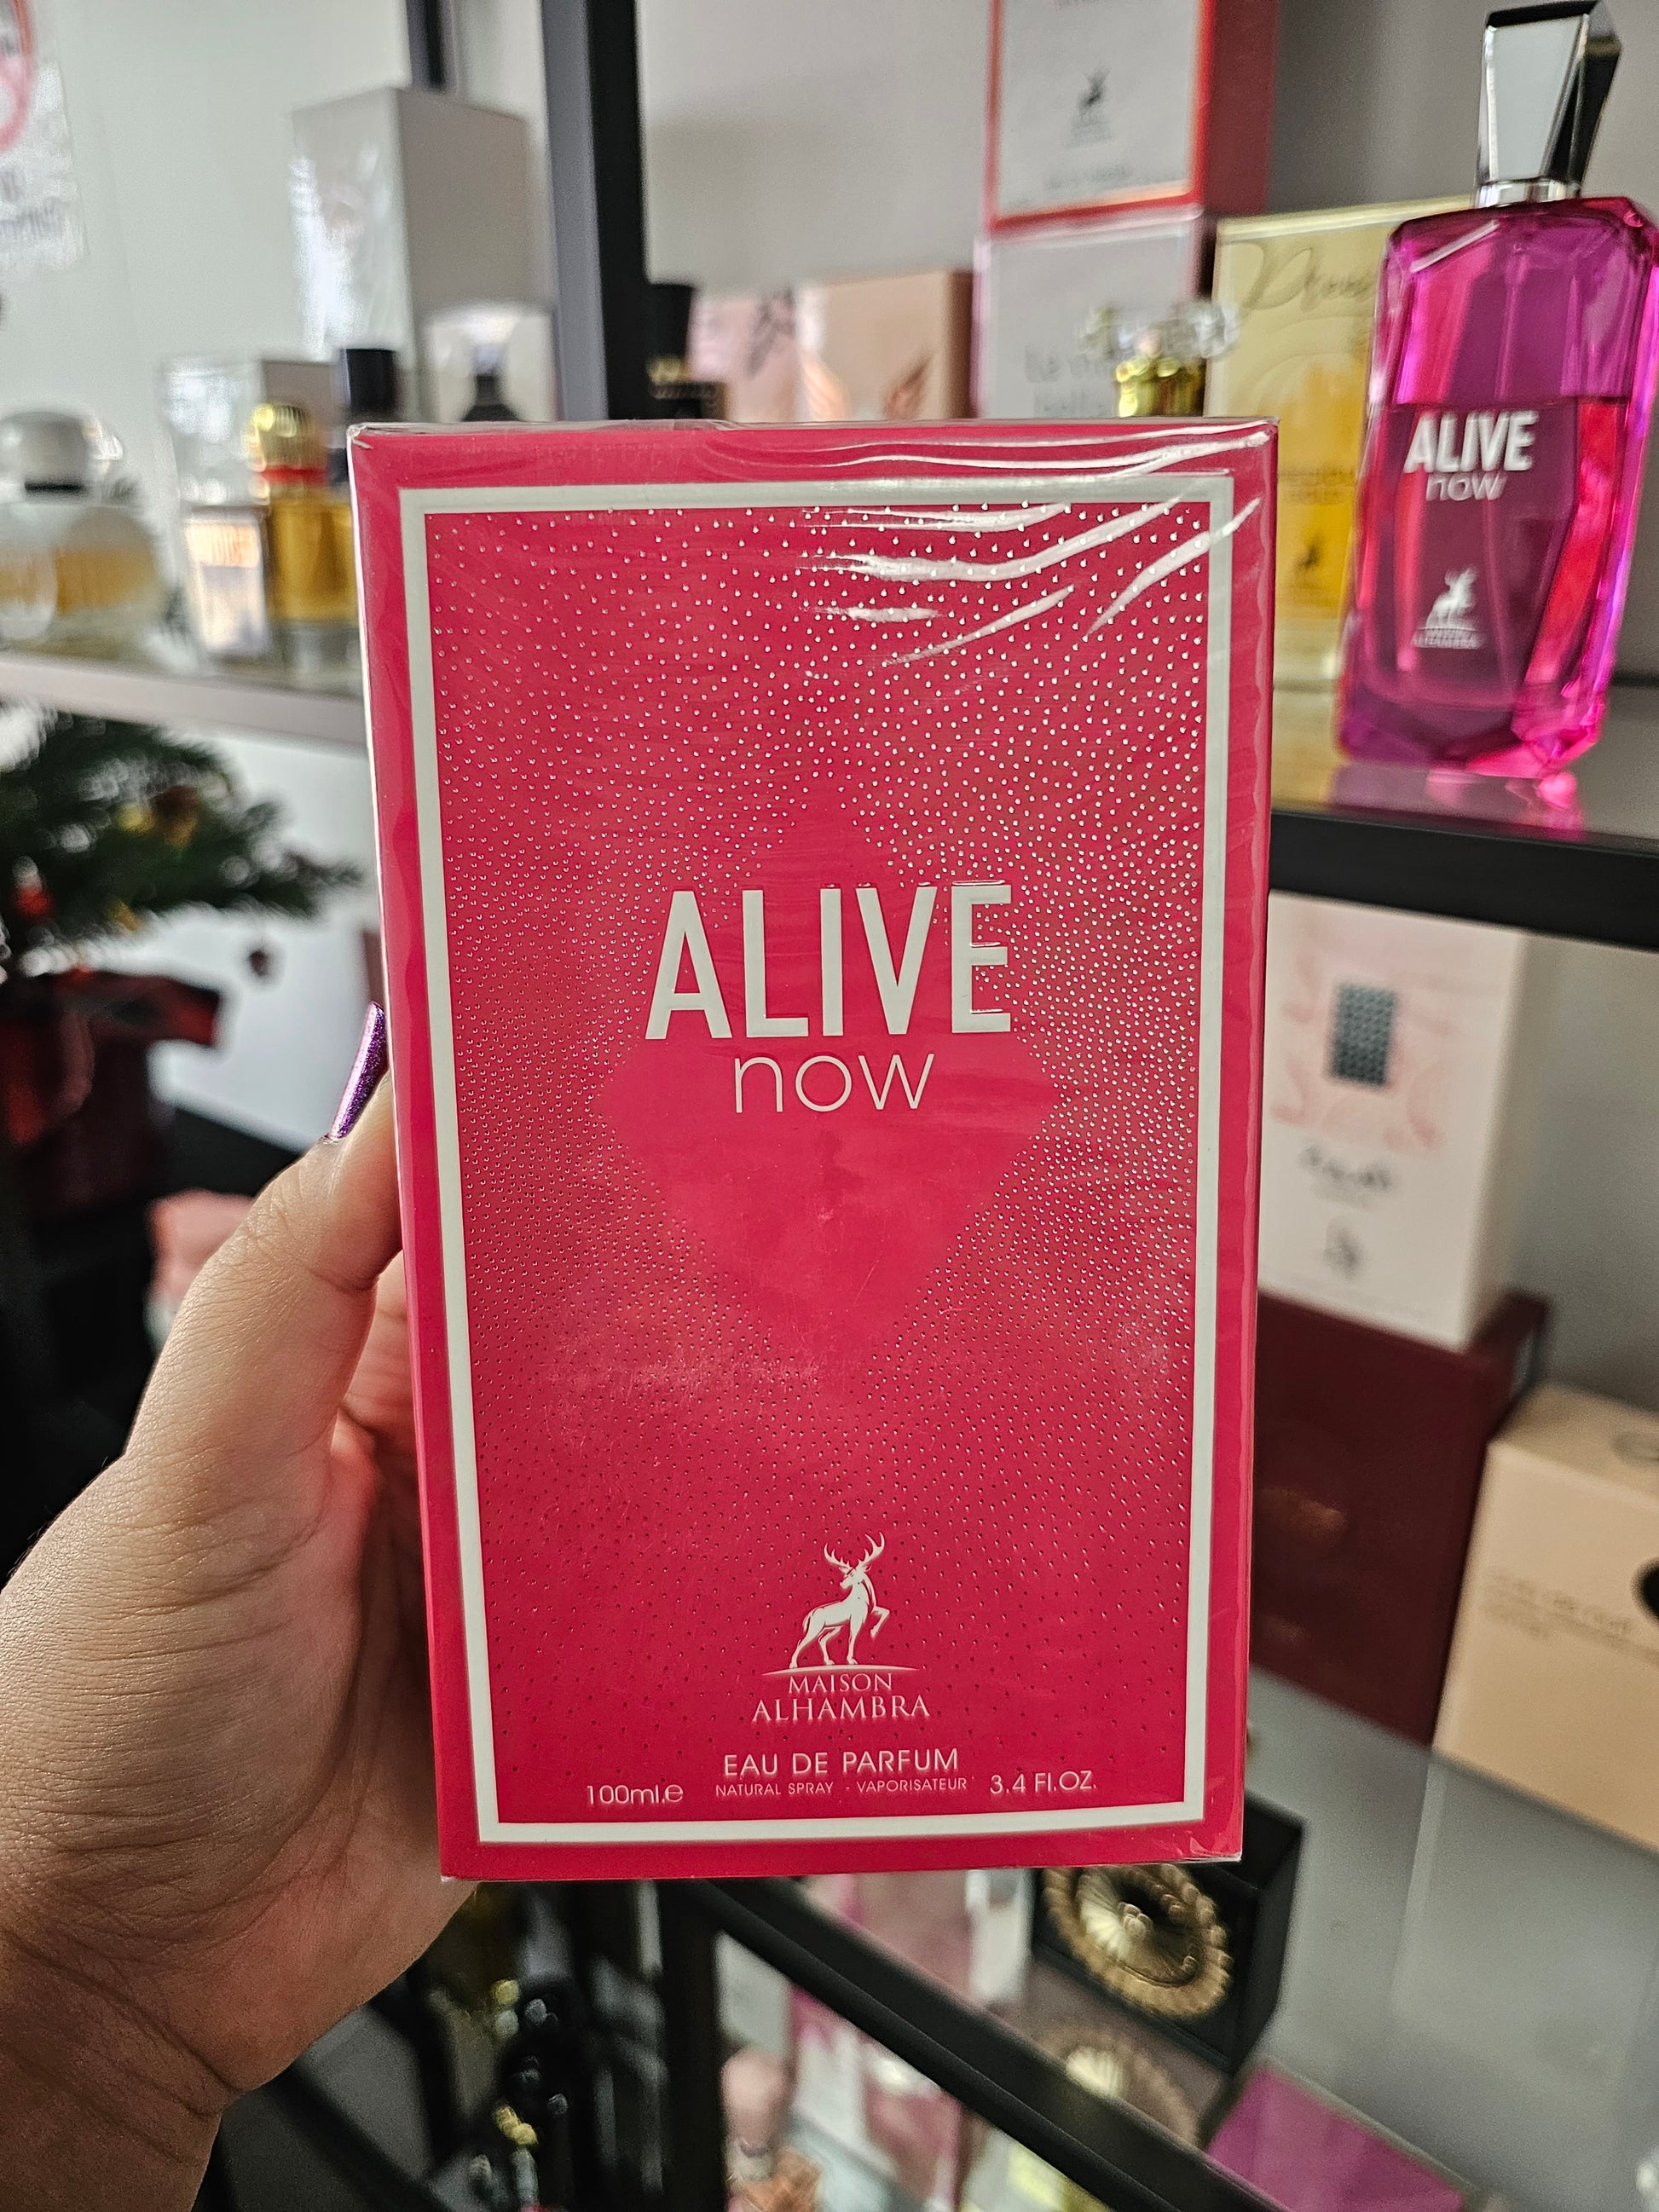 ALIVE
now
MAISON
ALHAMBRA
EAU DE PARFUM
100ml.e NATURAL SPRAY - VAPORISATEUR 3.4 Fl.OZ.
ALIVE
now